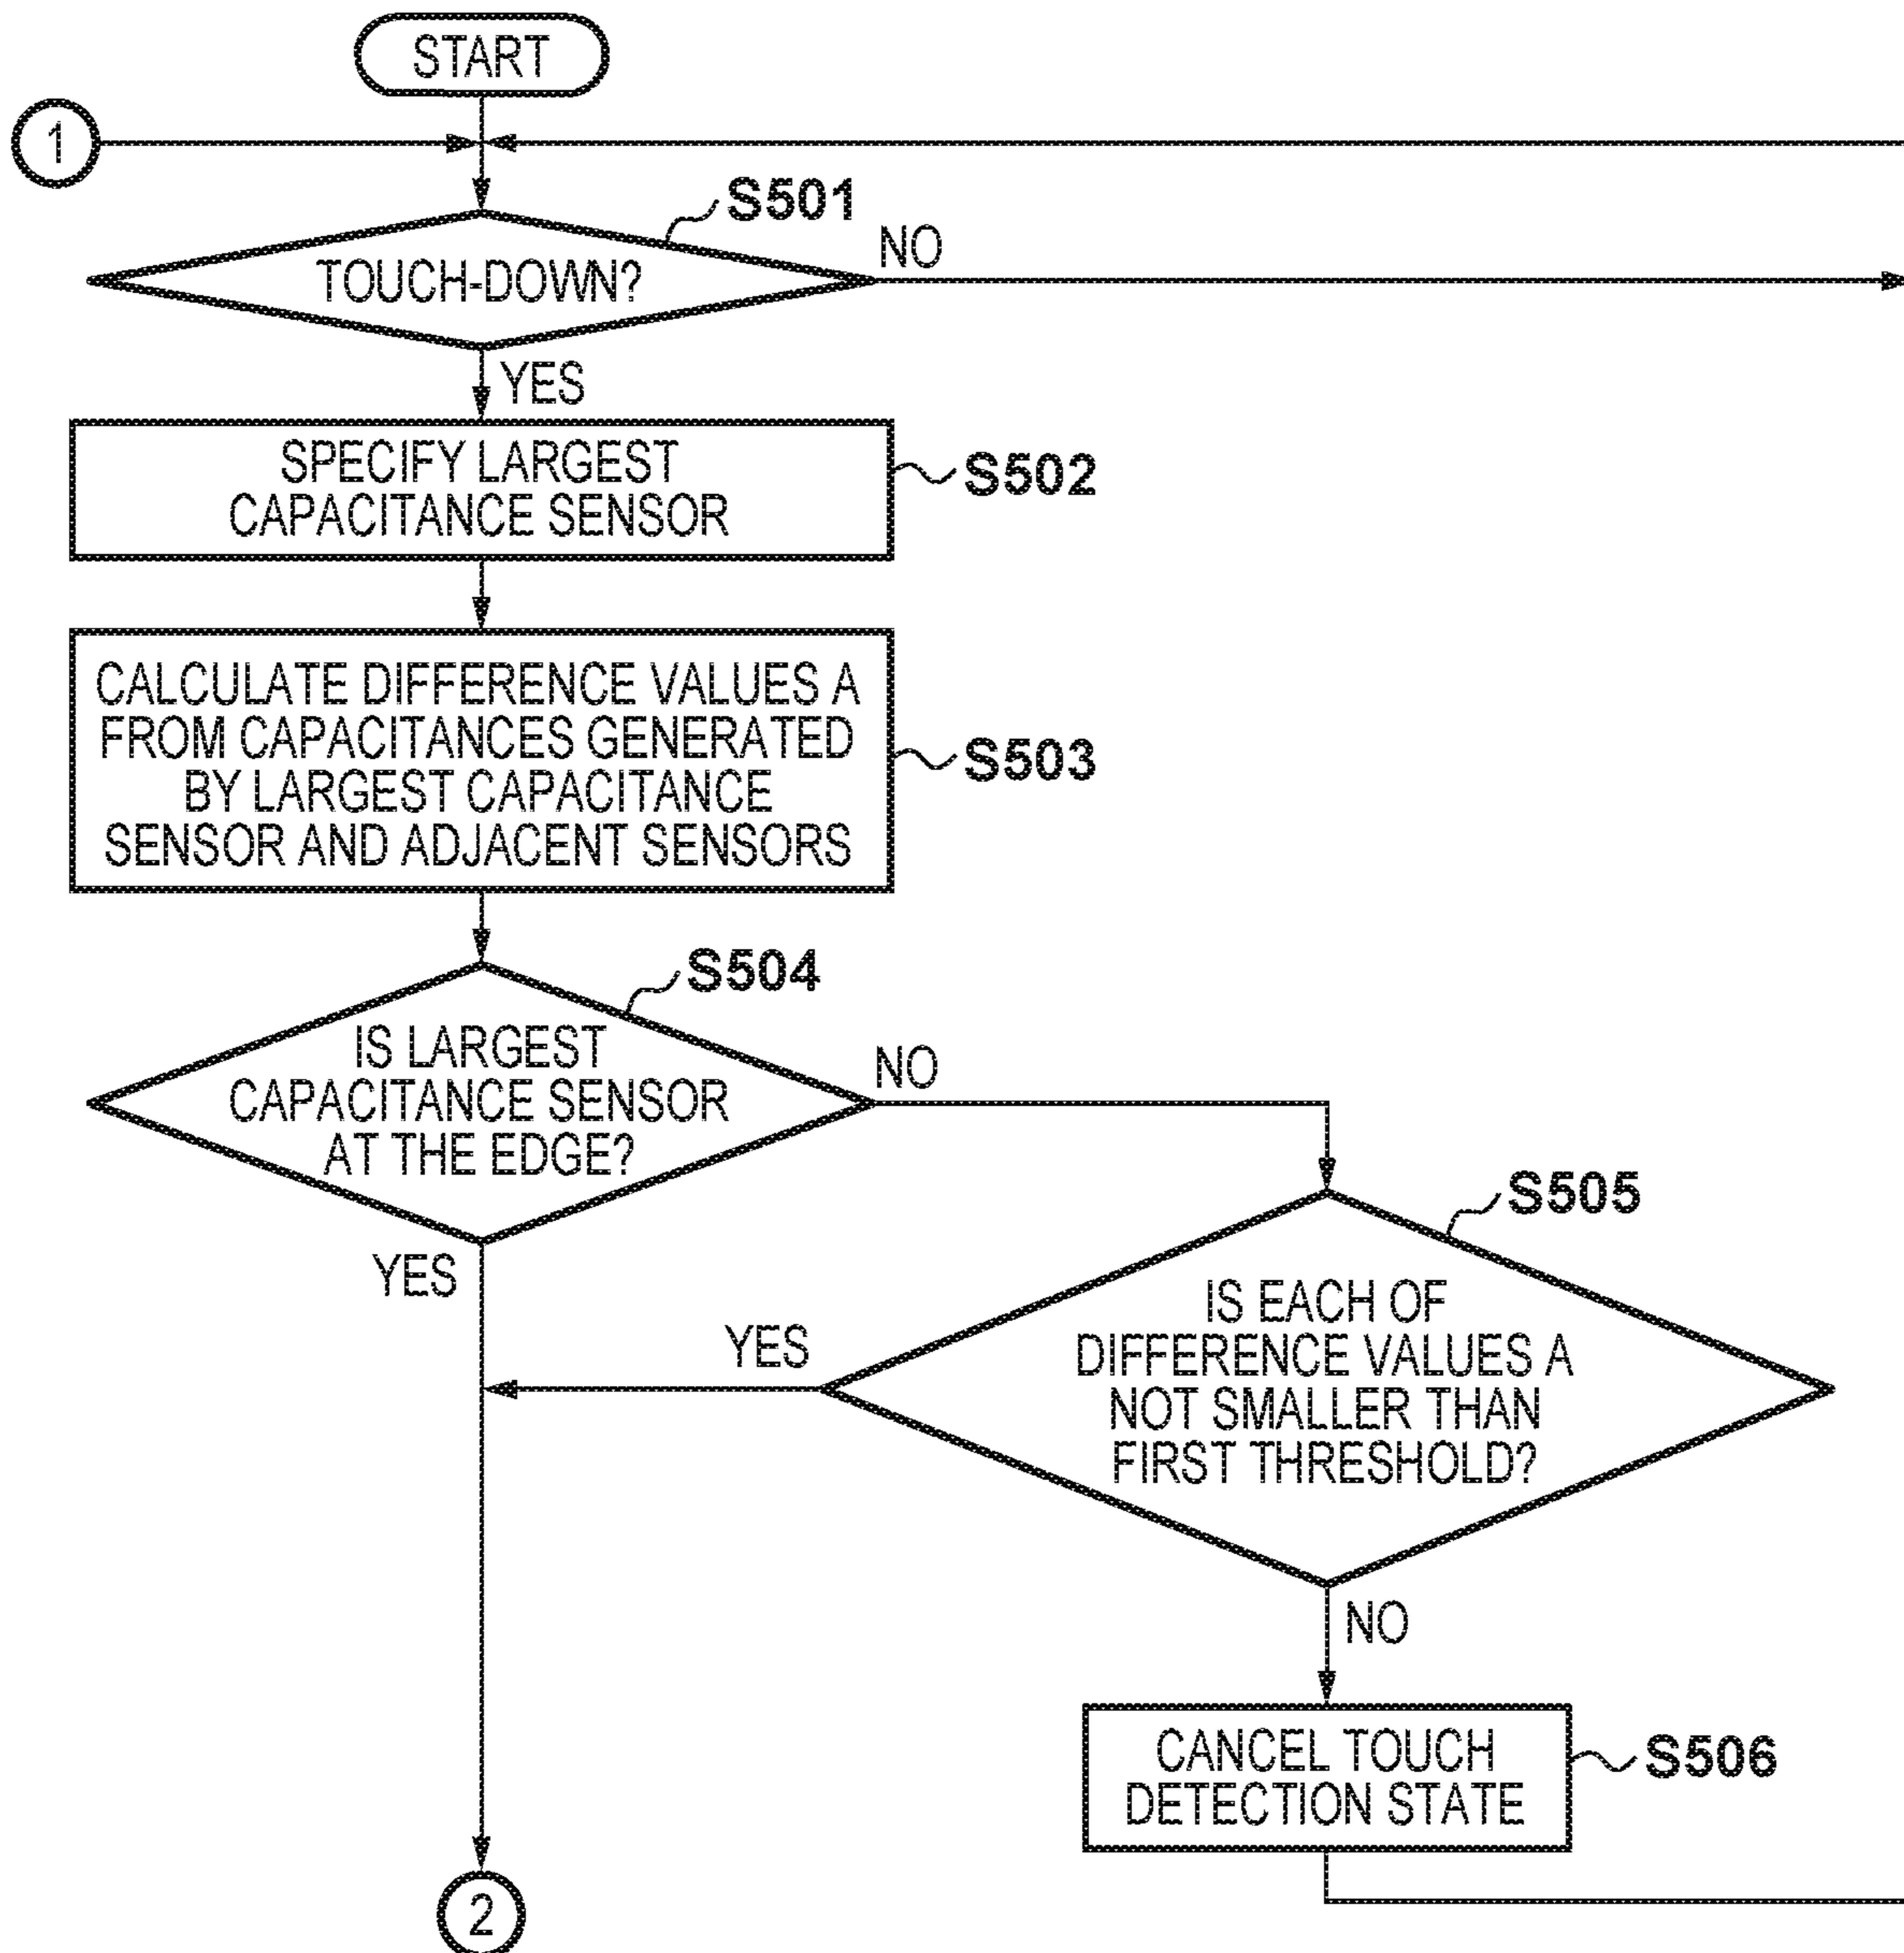 START
1
S501
TOUCH-DOWN?
NO
YES
SPECIFY LARGEST
CAPACITANCE SENSOR
S502
CALCULATE DIFFERENCE VALUES A
FROM CAPACITANCES GENERATED
BY LARGEST CAPACITANCE
SENSOR AND ADJACENT SENSORS
S503
S504
IS LARGEST
CAPACITANCE SENSOR
AT THE EDGE?
NO
YES
S505
IS EACH OF
DIFFERENCE VALUES A
NOT SMALLER THAN
FIRST THRESHOLD?
YES
NO
CANCEL TOUCH
DETECTION STATE
S506
2